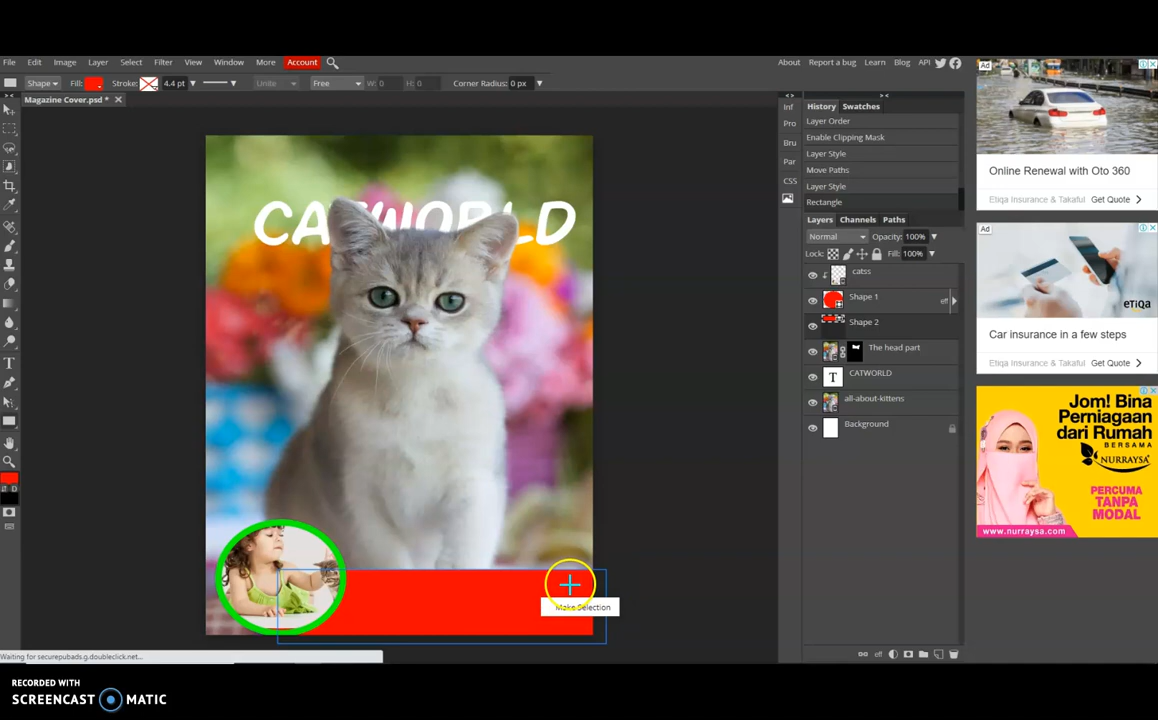 File Edit Image Layer Select Filter View Window More Account
About Report a bug Learn Blog API
Shape Fill: Stroke: 4.4 pt Unite Free W: 0 H: 0 Corner Radius: 0 px
Magazine Cover.psd *
CATWORLD
Make Selection
Inf
Pro
Bru
Par
CSS
History Swatches
Layer Order
Enable Clipping Mask
Layer Style
Move Paths
Layer Style
Rectangle
Layers Channels Paths
Normal Opacity: 100%
Lock: Fill: 100%
catss
Shape 1 eff
Shape 2
The head part
T CATWORLD
all-about-kittens
Background
eff
Ad
Online Renewal with Oto 360
Etiqa Insurance & Takaful Get Quote
Ad
etiqa
Car insurance in a few steps
Etiqa Insurance & Takaful Get Quote
Jom! Bina
Perniagaan
dari Rumah
BERSAMA
NURRAYSA
PERCUMA
TANPA
MODAL
www.nurraysa.com
Waiting for securepubads.g.doubleclick.net...
RECORDED WITH
SCREENCAST MATIC